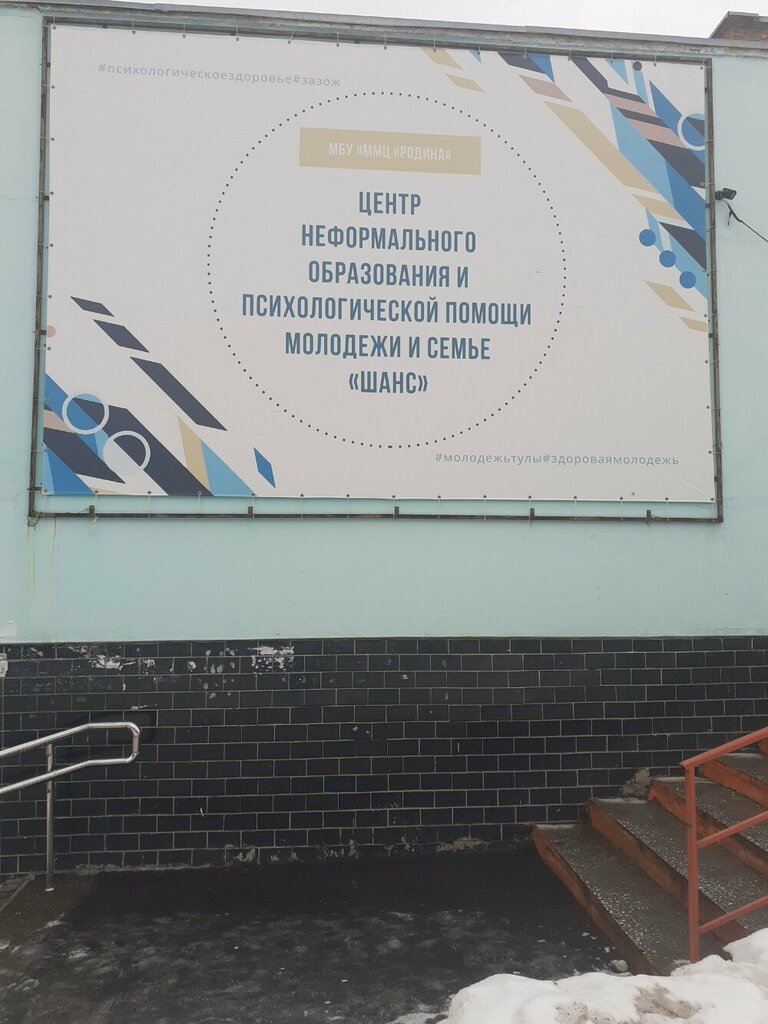 #психологическоездоровье#зазож
МБУ «ММЦ «РОДИНА»
ЦЕНТР
НЕФОРМАЛЬНОГО
ОБРАЗОВАНИЯ И
ПСИХОЛОГИЧЕСКОЙ ПОМОЩИ
МОЛОДЕЖИ И СЕМЬЕ
«ШАНС»
#молодежьтулы#здороваямолодежь